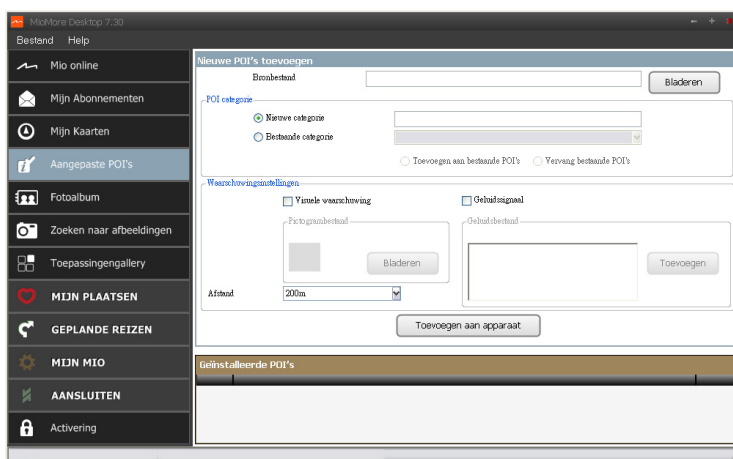 MioMore Desktop 7.30
Bestand Help
Mio online
Mijn Abonnementen
Mijn Kaarten
Aangepaste POI's
Fotoalbum
Zoeken naar afbeeldingen
Toepassingengallery
MIJN PLAATSEN
GEPLANDE REIZEN
MIJN MIO
AANSLUITEN
Activering
Nieuwe POI's toevoegen
Bronbestand
Bladeren
POI categorie
Nieuwe categorie
Bestaande categorie
Toevoegen aan bestaande POI's Vervang bestaande POI's
Waarschuwingsinstellingen
Visuele waarschuwing Geluidssignaal
Pictogrambestand Geluidsbestand
Bladeren Toevoegen
Afstand 200m
Toevoegen aan apparaat
Geïnstalleerde POI's